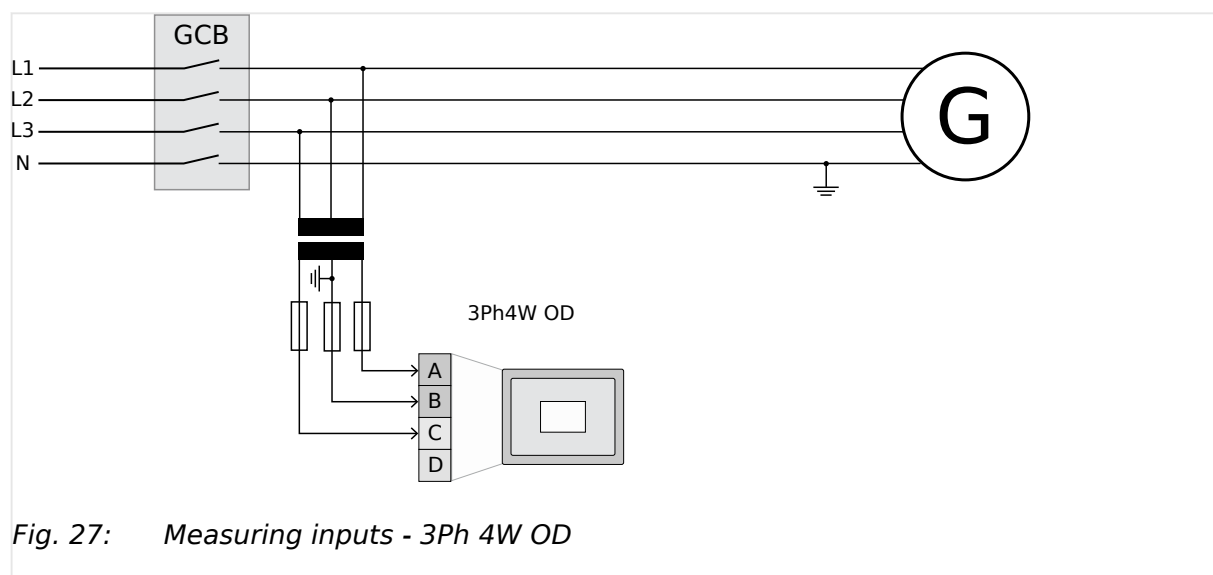 GCB
L1
L2
L3
N
G
3Ph4W OD
A
B
C
D
Fig. 27: Measuring inputs - 3Ph 4W OD